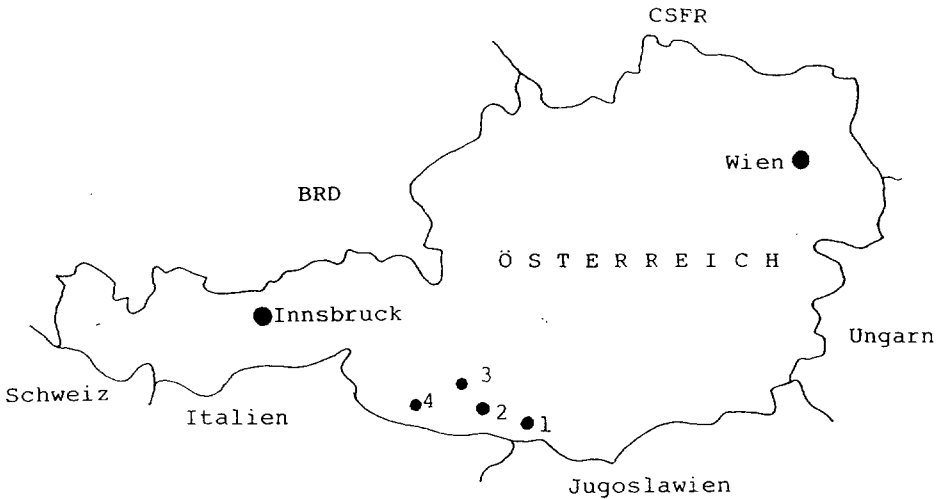 CSFR
Wien
BRD
ÖSTERREICH
Innsbruck
Ungarn
3
Schweiz
4
2
Italien
1
Jugoslawien